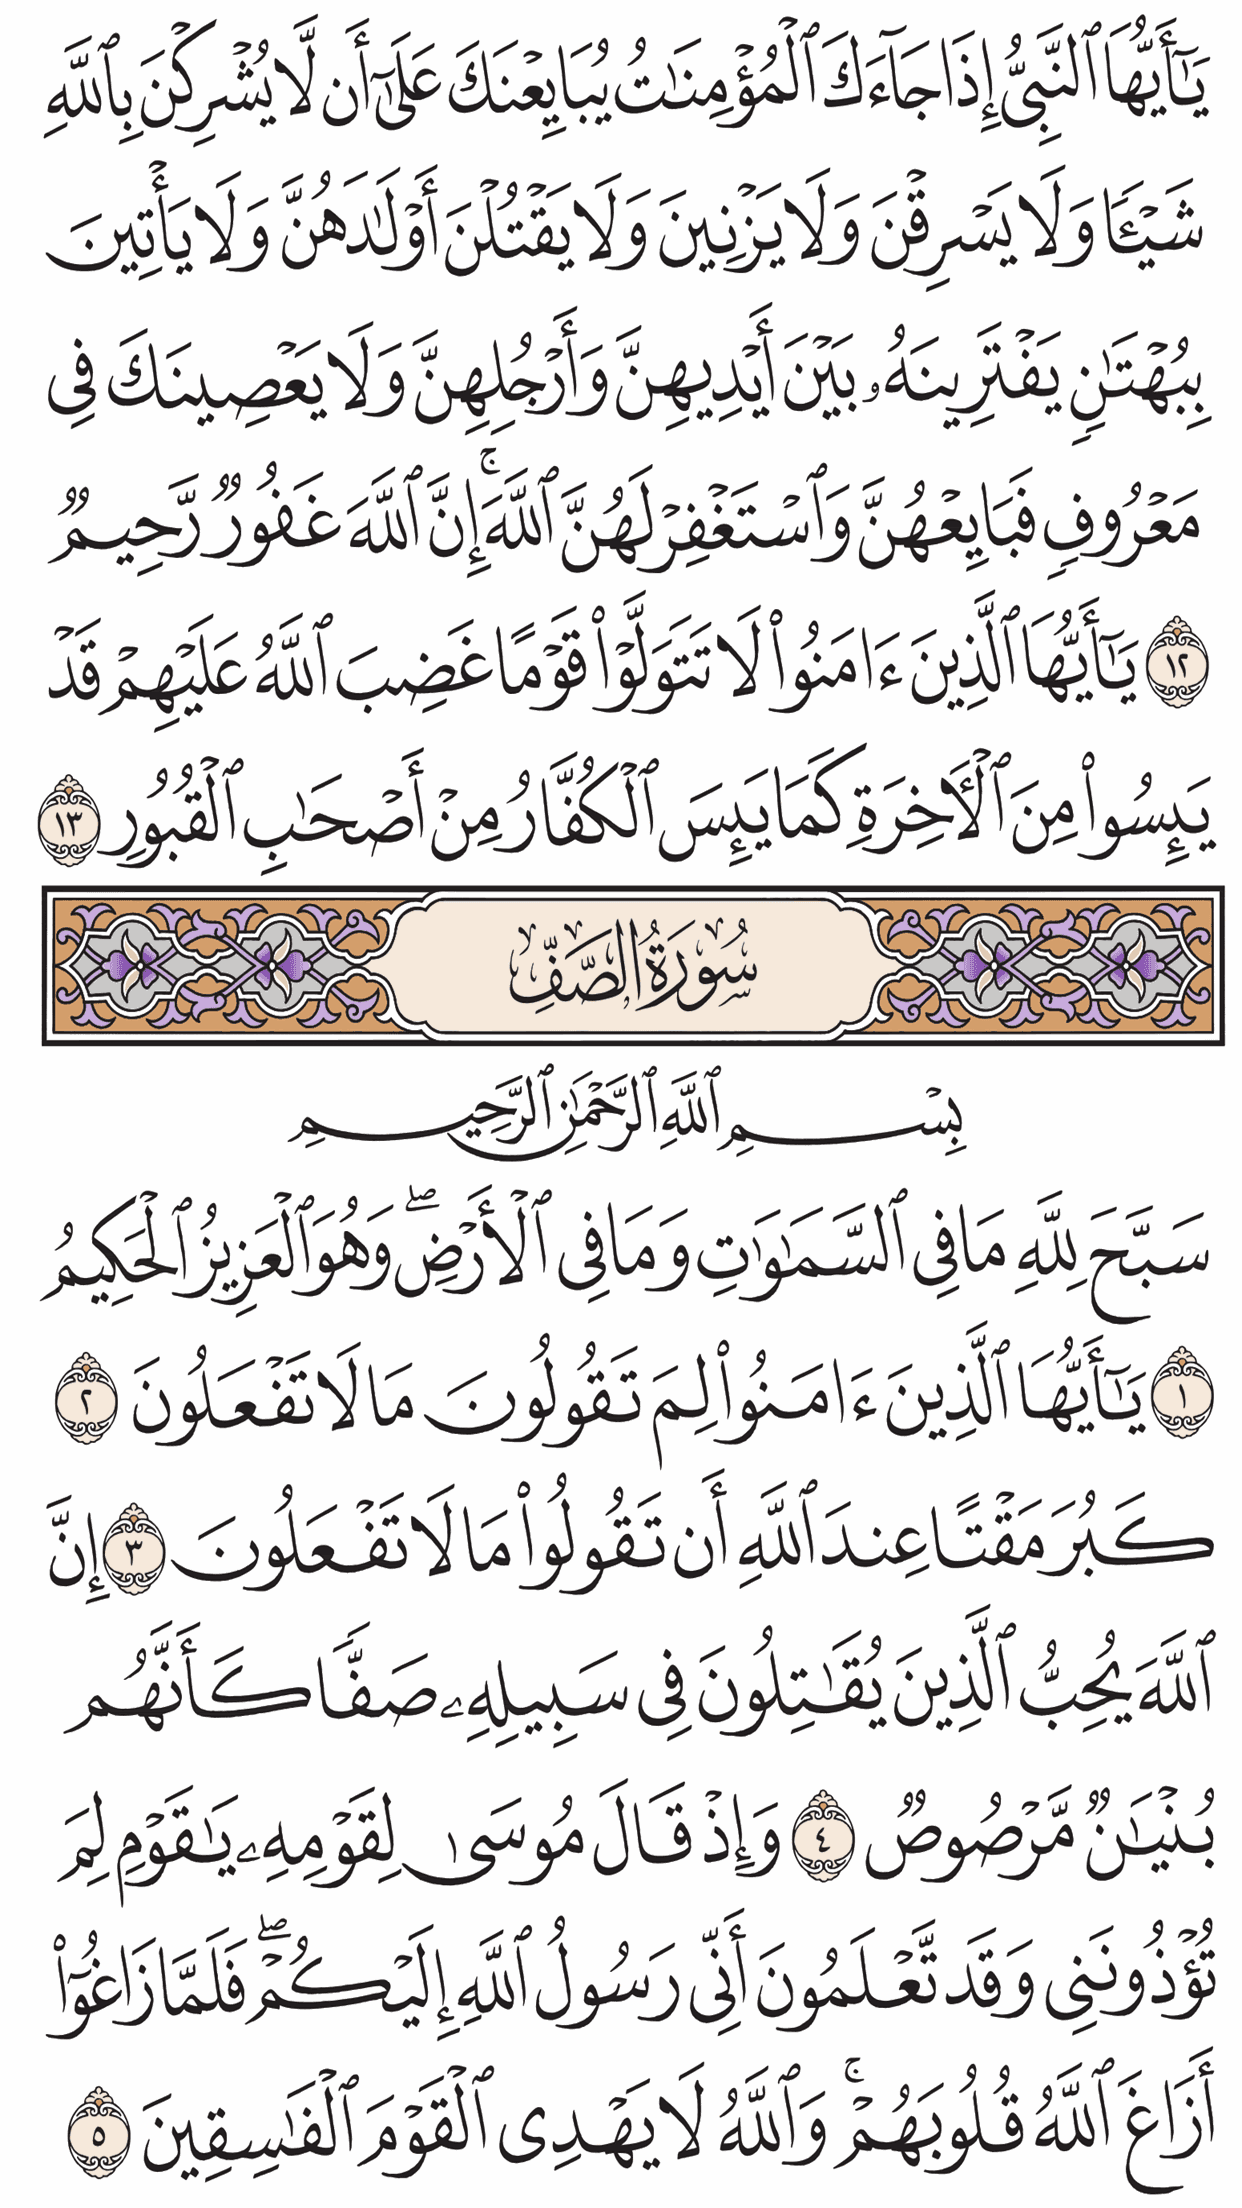 يَـٰٓأَيُّهَا ٱلنَّبِىُّ إِذَا جَآءَكَ ٱلْمُؤْمِنَـٰتُ يُبَايِعْنَكَ عَلَىٰٓ أَن لَّا يُشْرِكْنَ بِٱللَّهِ
شَيْـًٔا وَلَا يَسْرِقْنَ وَلَا يَزْنِينَ وَلَا يَقْتُلْنَ أَوْلَـٰدَهُنَّ وَلَا يَأْتِينَ
بِبُهْتَـٰنٍ يَفْتَرِينَهُۥ بَيْنَ أَيْدِيهِنَّ وَأَرْجُلِهِنَّ وَلَا يَعْصِينَكَ فِى
مَعْرُوفٍ فَبَايِعْهُنَّ وَٱسْتَغْفِرْ لَهُنَّ ٱللَّهَ ۚ إِنَّ ٱللَّهَ غَفُورٌ رَّحِيمٌ
١٢ يَـٰٓأَيُّهَا ٱلَّذِينَ ءَامَنُوا۟ لَا تَتَوَلَّوْا۟ قَوْمًا غَضِبَ ٱللَّهُ عَلَيْهِمْ قَدْ
يَئِسُوا۟ مِنَ ٱلْـَٔاخِرَةِ كَمَا يَئِسَ ٱلْكُفَّارُ مِنْ أَصْحَـٰبِ ٱلْقُبُورِ ١٣
سُورَةُ الصَّفِّ
بِسْمِ ٱللَّهِ ٱلرَّحْمَـٰنِ ٱلرَّحِيمِ
سَبَّحَ لِلَّهِ مَا فِى ٱلسَّمَـٰوَٰتِ وَمَا فِى ٱلْأَرْضِ ۖ وَهُوَ ٱلْعَزِيزُ ٱلْحَكِيمُ
١ يَـٰٓأَيُّهَا ٱلَّذِينَ ءَامَنُوا۟ لِمَ تَقُولُونَ مَا لَا تَفْعَلُونَ ٢
كَبُرَ مَقْتًا عِندَ ٱللَّهِ أَن تَقُولُوا۟ مَا لَا تَفْعَلُونَ ٣ إِنَّ
ٱللَّهَ يُحِبُّ ٱلَّذِينَ يُقَـٰتِلُونَ فِى سَبِيلِهِۦ صَفًّا كَأَنَّهُم
بُنْيَـٰنٌ مَّرْصُوصٌ ٤ وَإِذْ قَالَ مُوسَىٰ لِقَوْمِهِۦ يَـٰقَوْمِ لِمَ
تُؤْذُونَنِى وَقَد تَّعْلَمُونَ أَنِّى رَسُولُ ٱللَّهِ إِلَيْكُمْ ۖ فَلَمَّا زَاغُوٓا۟
أَزَاغَ ٱللَّهُ قُلُوبَهُمْ ۚ وَٱللَّهُ لَا يَهْدِى ٱلْقَوْمَ ٱلْفَـٰسِقِينَ ٥